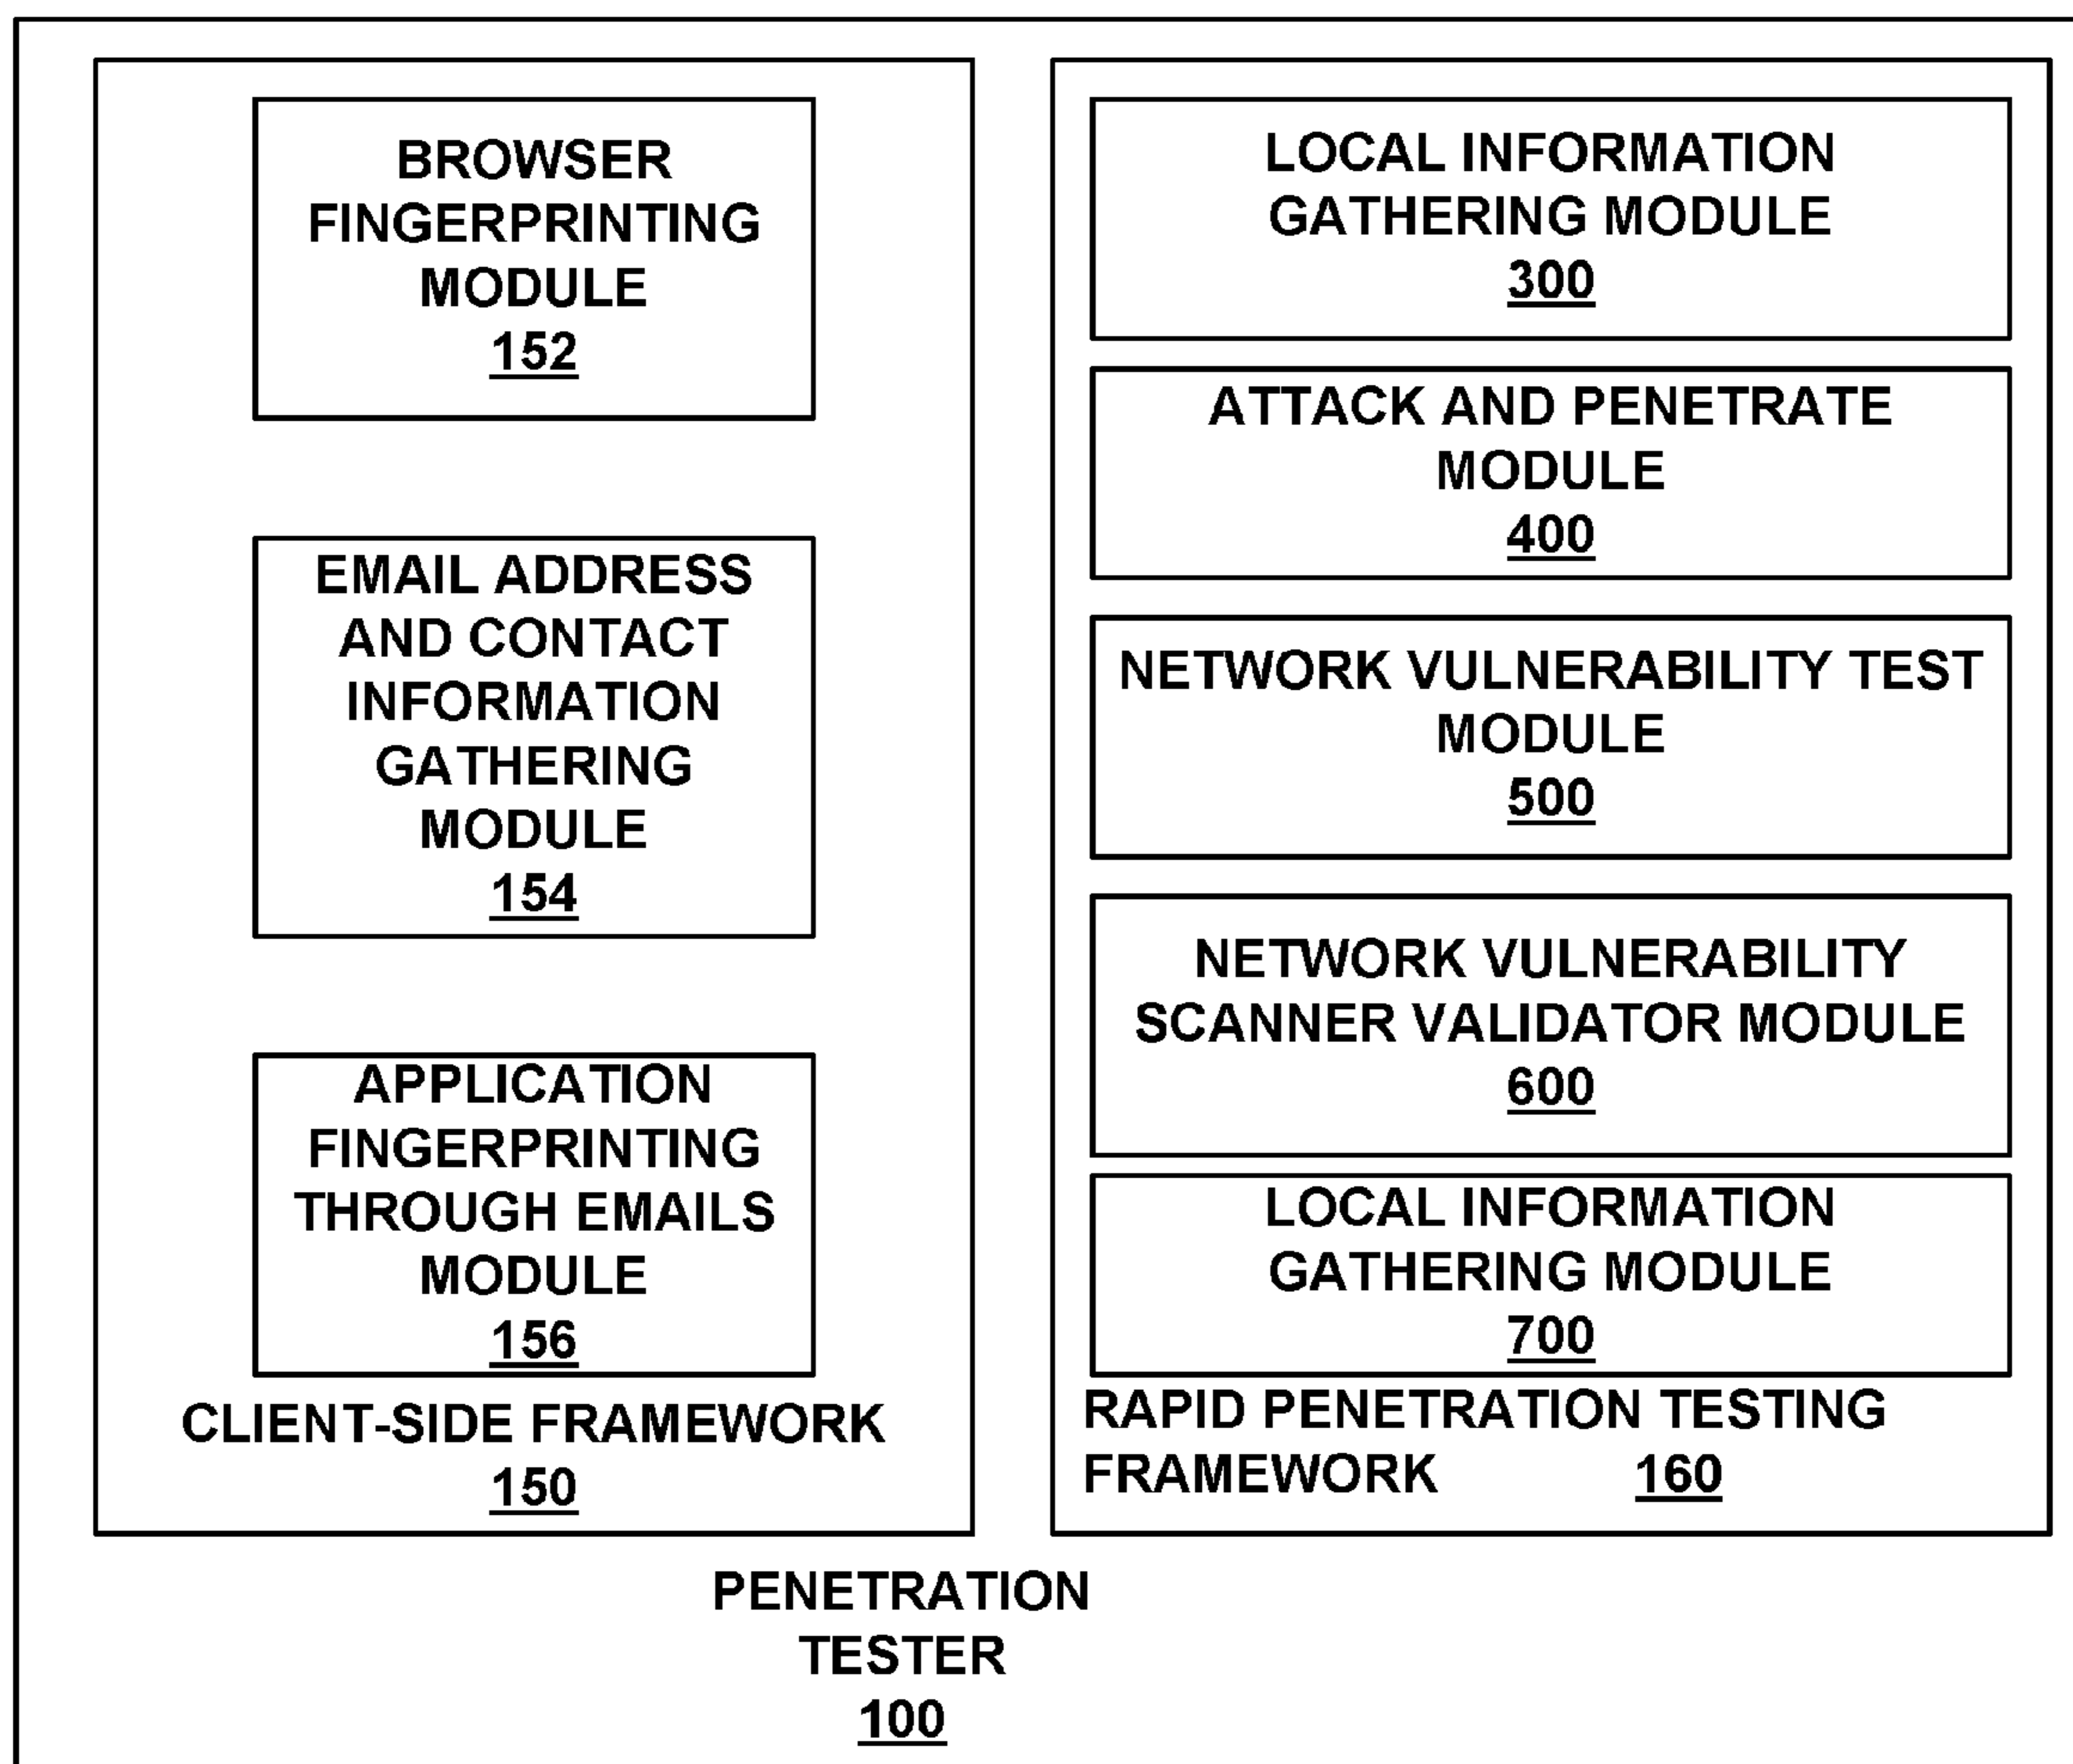 BROWSER
FINGERPRINTING
MODULE
152
EMAIL ADDRESS
AND CONTACT
INFORMATION
GATHERING
MODULE
154
APPLICATION
FINGERPRINTING
THROUGH EMAILS
MODULE
156
CLIENT-SIDE FRAMEWORK
150
LOCAL INFORMATION
GATHERING MODULE
300
ATTACK AND PENETRATE
MODULE
400
NETWORK VULNERABILITY TEST
MODULE
500
NETWORK VULNERABILITY
SCANNER VALIDATOR MODULE
600
LOCAL INFORMATION
GATHERING MODULE
700
RAPID PENETRATION TESTING
FRAMEWORK 160
PENETRATION
TESTER
100